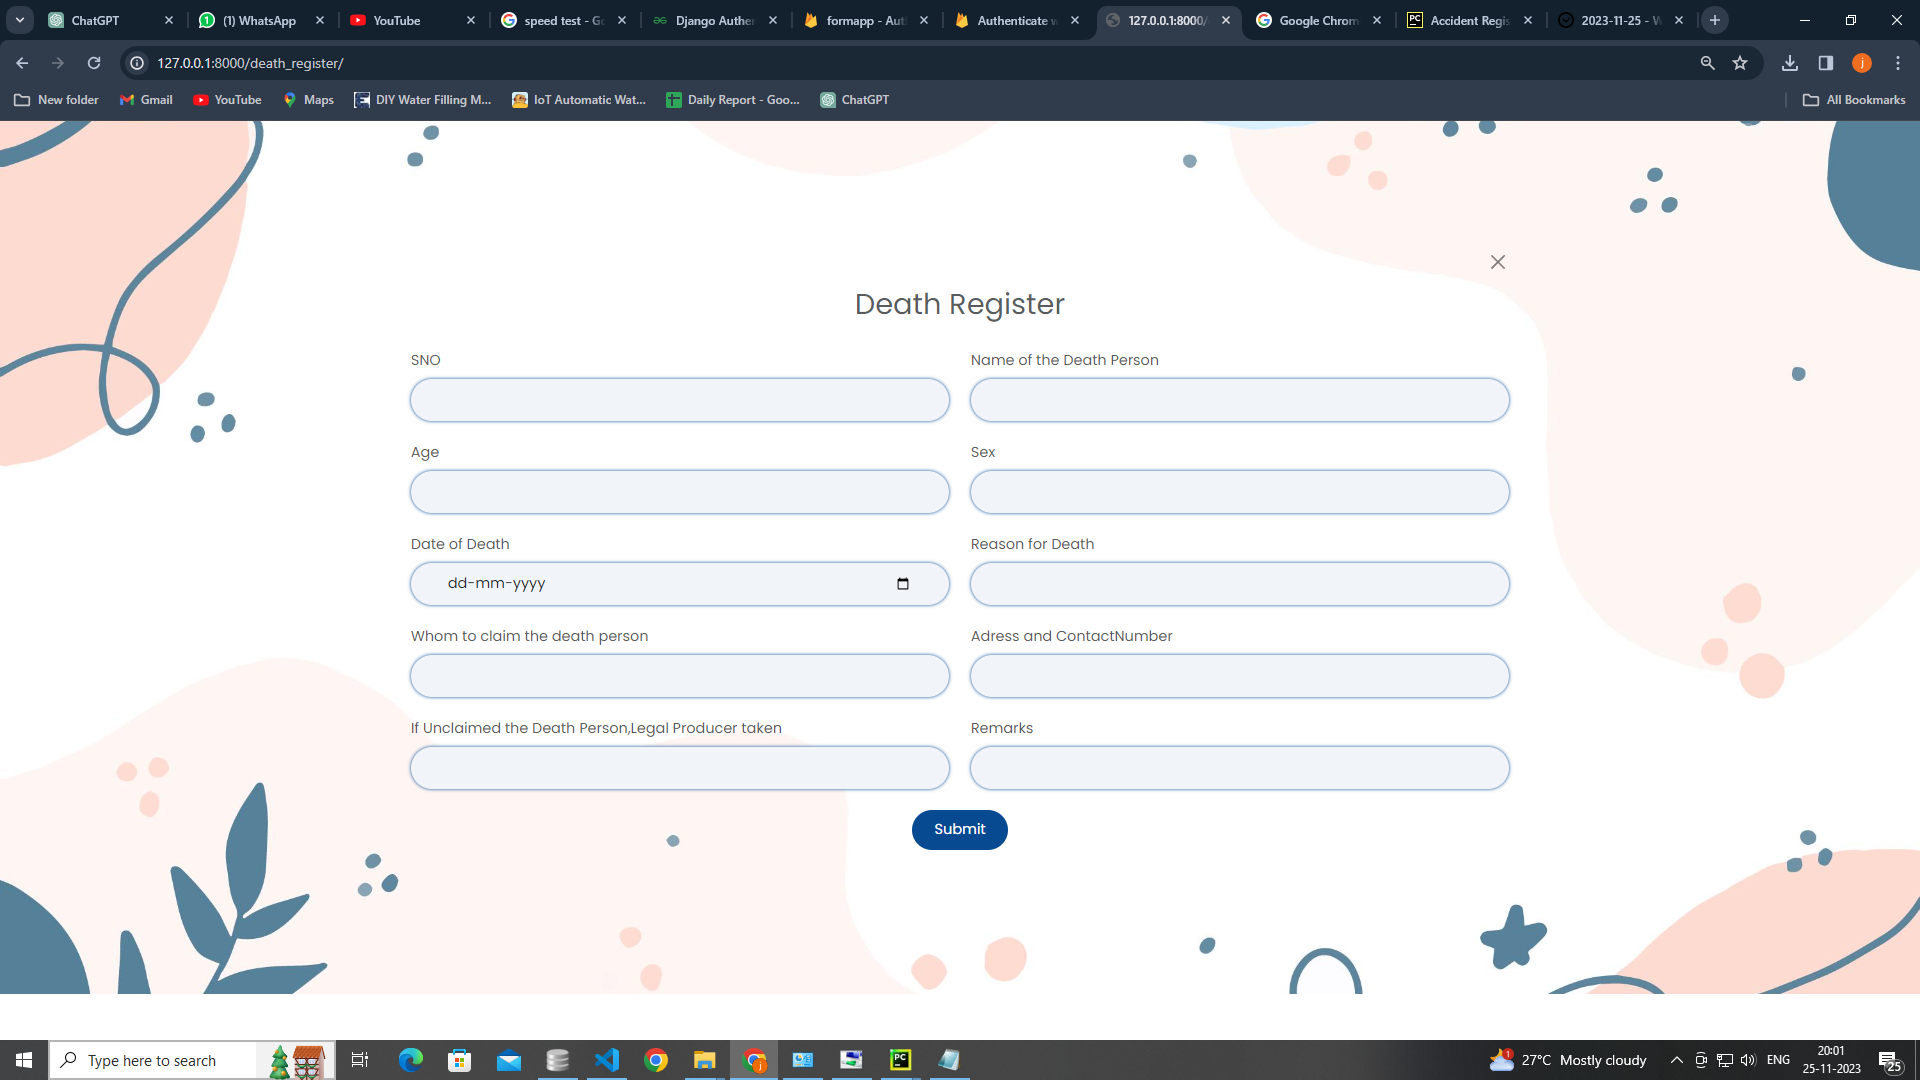 ChatGPT
(1) WhatsApp
YouTube
speed test - Go
Django Auther
formapp - Aut
Authenticate w
127.0.0.1:8000/
Google Chrom
Accident Regis
2023-11-25 - W
127.0.0.1:8000/death_register/
New folder
Gmail
YouTube
Maps
DIY Water Filling M...
IoT Automatic Wat...
Daily Report - Goo...
ChatGPT
All Bookmarks
Death Register
SNO
Name of the Death Person
Age
Sex
Date of Death
Reason for Death
dd-mm-yyyy
Whom to claim the death person
Adress and ContactNumber
If Unclaimed the Death Person,Legal Producer taken
Remarks
Submit
Type here to search
27°C Mostly cloudy
ENG
20:01
25-11-2023
25